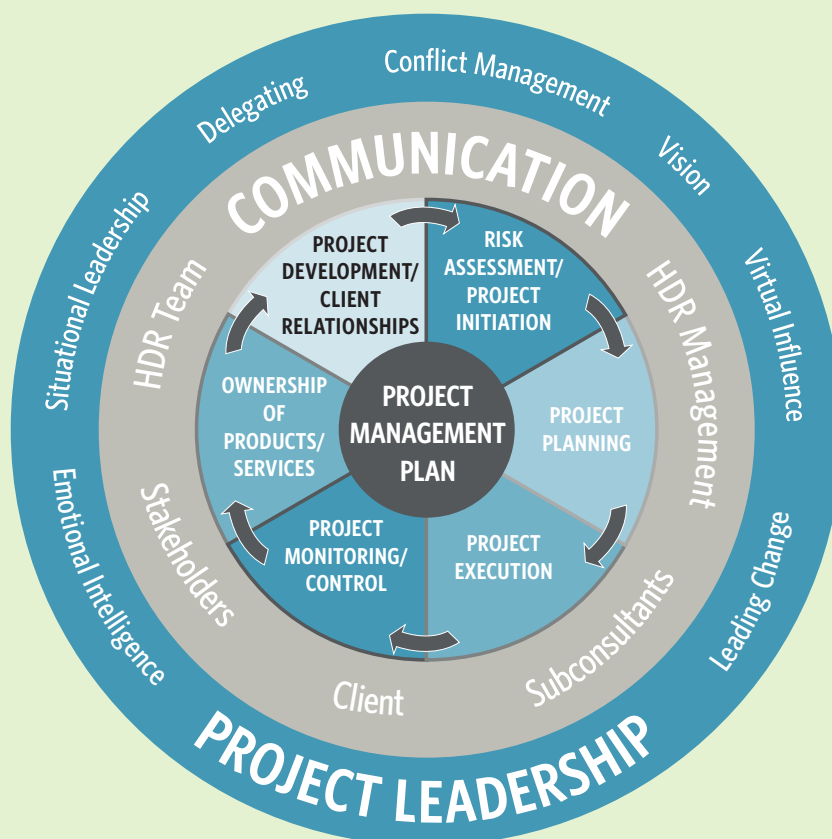 Situational Leadership
Delegating
Conflict Management
Vision
Virtual Influence
Leading Change
Emotional Intelligence
PROJECT LEADERSHIP
COMMUNICATION
HDR Team
HDR Management
Subconsultants
Client
Stakeholders
PROJECT
DEVELOPMENT/
CLIENT
RELATIONSHIPS
RISK
ASSESSMENT/
PROJECT
INITIATION
PROJECT
PLANNING
PROJECT
EXECUTION
PROJECT
MONITORING/
CONTROL
OWNERSHIP
OF
PRODUCTS/
SERVICES
PROJECT
MANAGEMENT
PLAN